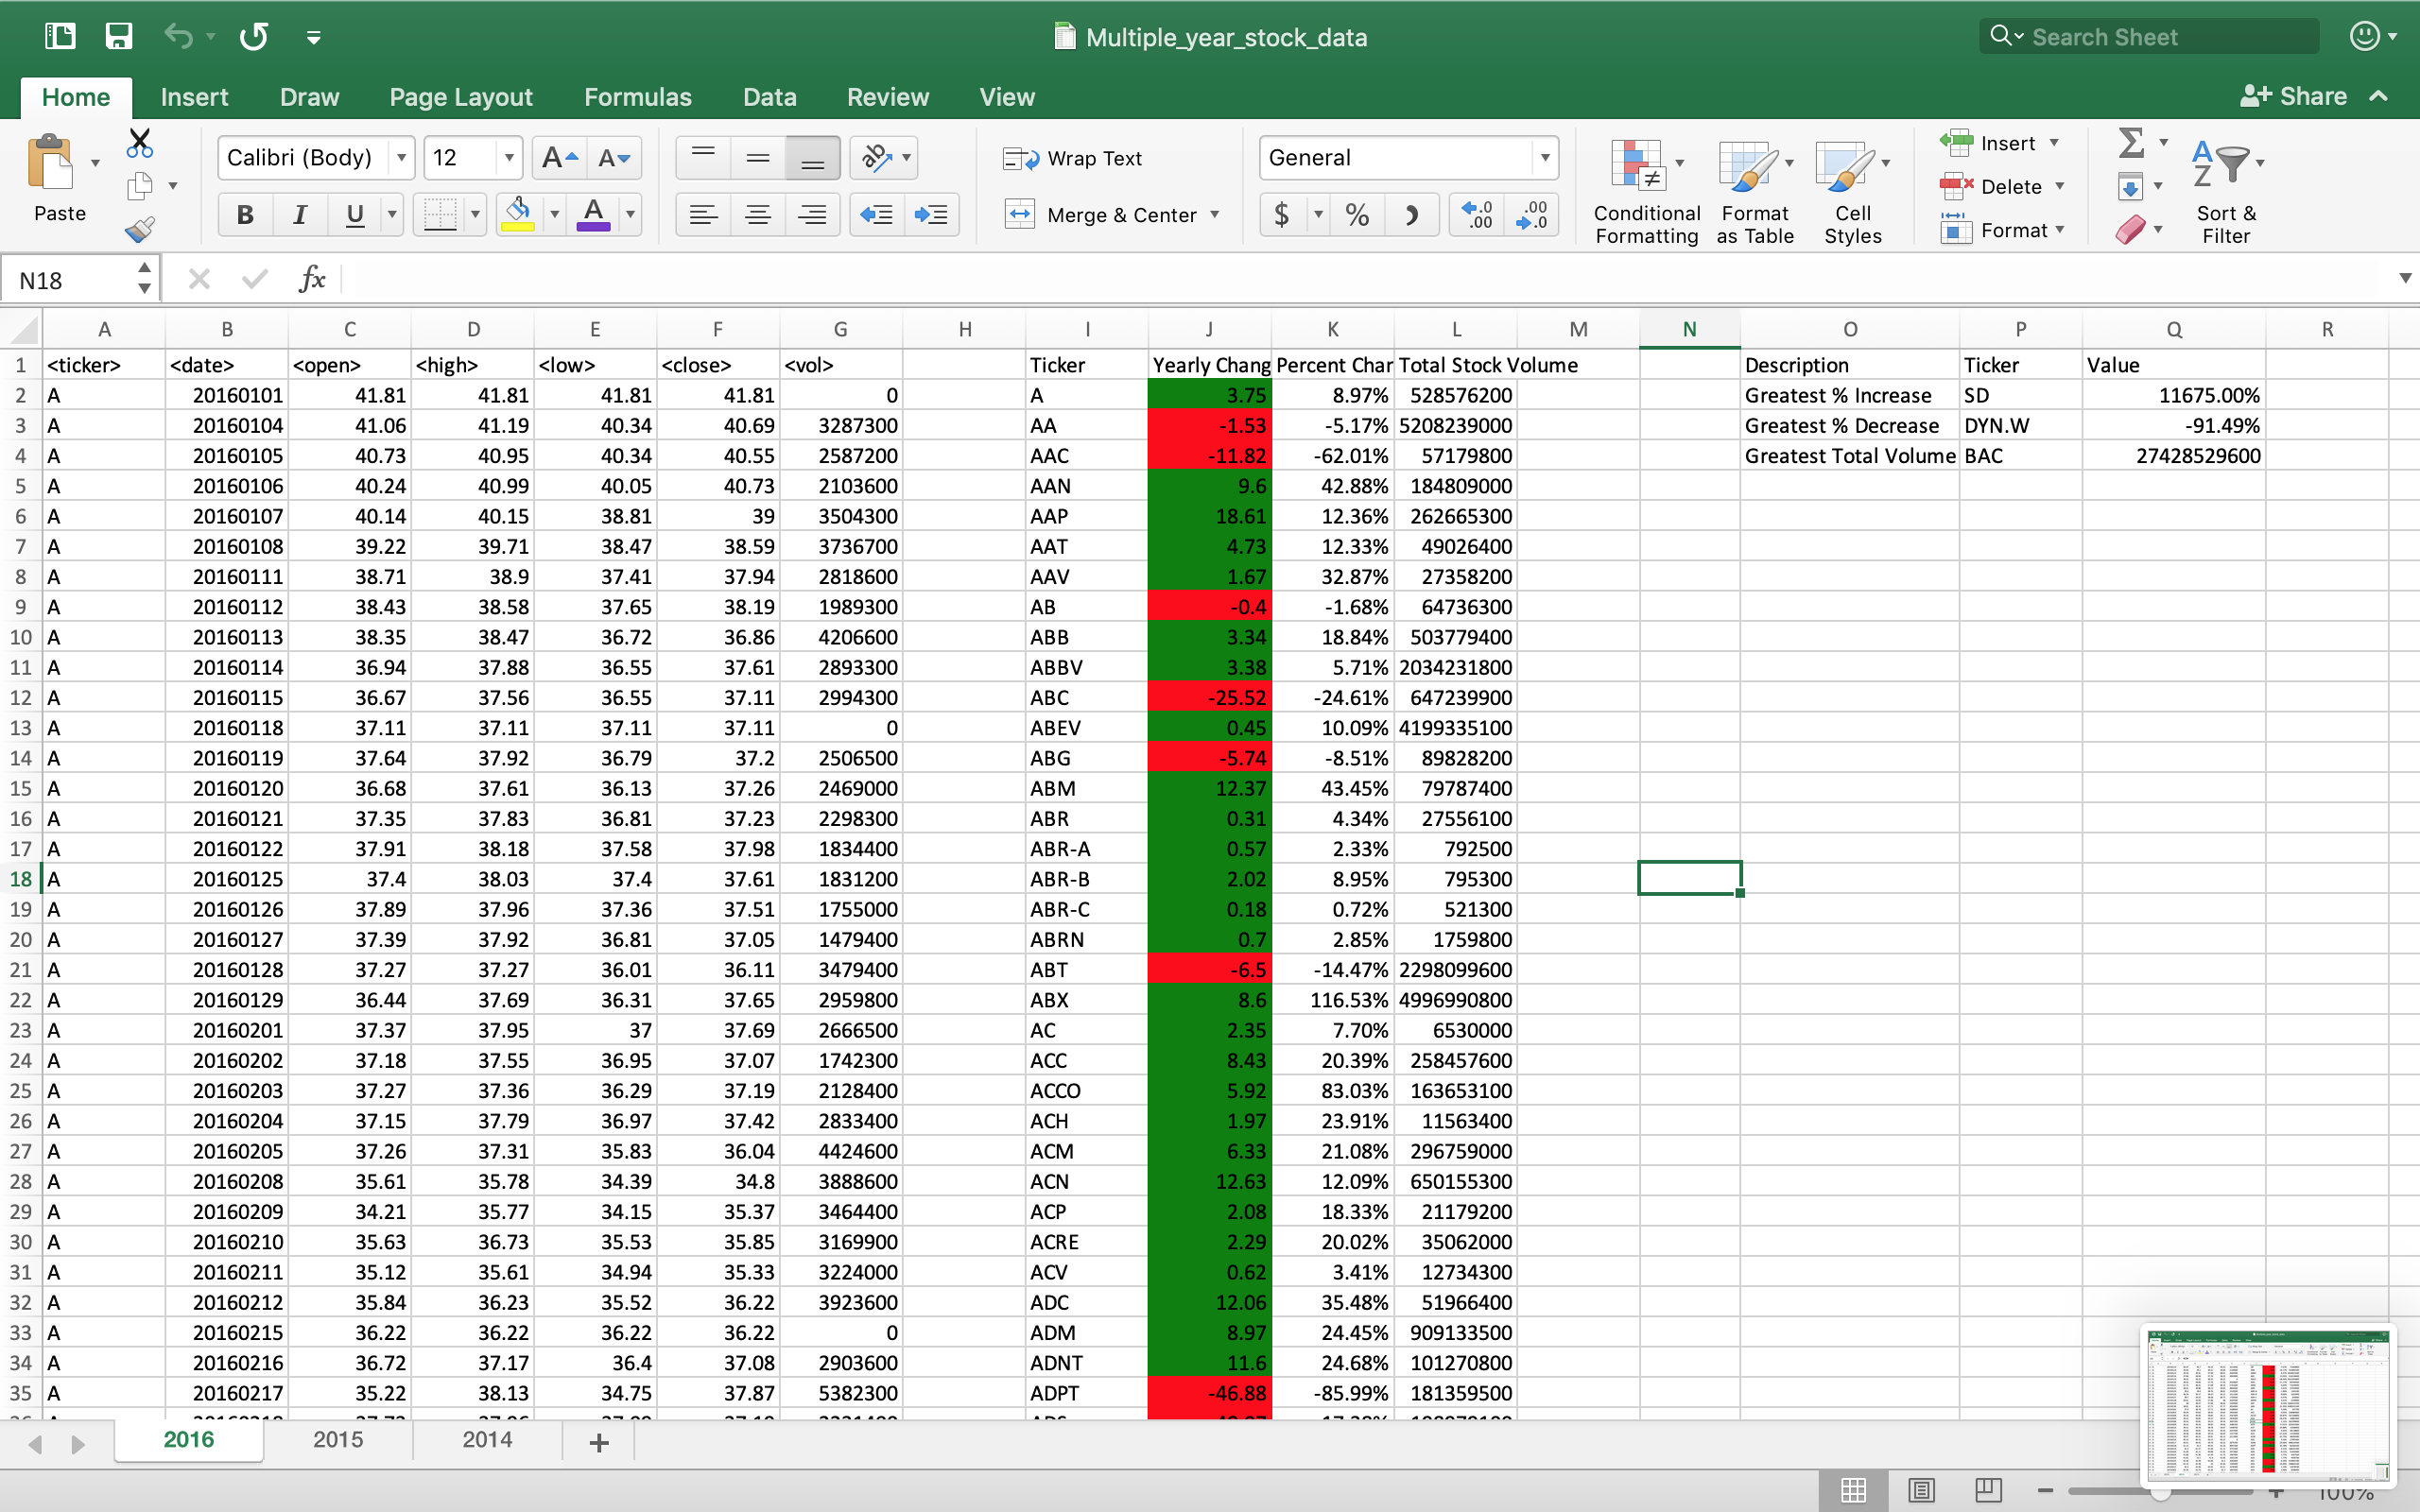 Multiple_year_stock_data
Search Sheet
Home Insert Draw Page Layout Formulas Data Review View Share
Paste
Calibri (Body) 12
Wrap Text
Merge & Center
General
Conditional Formatting
Format as Table
Cell Styles
Insert
Delete
Format
Sort & Filter
N18 fx
A B C D E F G H I J K L M N O P Q R
1 <ticker> <date> <open> <high> <low> <close> <vol> Ticker Yearly Chang Percent Char Total Stock Volume Description Ticker Value
2 A 20160101 41.81 41.81 41.81 41.81 0 A 3.75 8.97% 528576200 Greatest % Increase SD 11675.00%
3 A 20160104 41.06 41.19 40.34 40.69 3287300 AA -1.53 -5.17% 5208239000 Greatest % Decrease DYN.W -91.49%
4 A 20160105 40.73 40.95 40.34 40.55 2587200 AAC -11.82 -62.01% 57179800 Greatest Total Volume BAC 27428529600
5 A 20160106 40.24 40.99 40.05 40.73 2103600 AAN 9.6 42.88% 184809000
6 A 20160107 40.14 40.15 38.81 39 3504300 AAP 18.61 12.36% 262665300
7 A 20160108 39.22 39.71 38.47 38.59 3736700 AAT 4.73 12.33% 49026400
8 A 20160111 38.71 38.9 37.41 37.94 2818600 AAV 1.67 32.87% 27358200
9 A 20160112 38.43 38.58 37.65 38.19 1989300 AB -0.4 -1.68% 64736300
10 A 20160113 38.35 38.47 36.72 36.86 4206600 ABB 3.34 18.84% 503779400
11 A 20160114 36.94 37.88 36.55 37.61 2893300 ABBV 3.38 5.71% 2034231800
12 A 20160115 36.67 37.56 36.55 37.11 2994300 ABC -25.52 -24.61% 647239900
13 A 20160118 37.11 37.11 37.11 37.11 0 ABEV 0.45 10.09% 4199335100
14 A 20160119 37.64 37.92 36.79 37.2 2506500 ABG -5.74 -8.51% 89828200
15 A 20160120 36.68 37.61 36.13 37.26 2469000 ABM 12.37 43.45% 79787400
16 A 20160121 37.35 37.83 36.81 37.23 2298300 ABR 0.31 4.34% 27556100
17 A 20160122 37.91 38.18 37.58 37.98 1834400 ABR-A 0.57 2.33% 792500
18 A 20160125 37.4 38.03 37.4 37.61 1831200 ABR-B 2.02 8.95% 795300
19 A 20160126 37.89 37.96 37.36 37.51 1755000 ABR-C 0.18 0.72% 521300
20 A 20160127 37.39 37.92 36.81 37.05 1479400 ABRN 0.7 2.85% 1759800
21 A 20160128 37.27 37.27 36.01 36.11 3479400 ABT -6.5 -14.47% 2298099600
22 A 20160129 36.44 37.69 36.31 37.65 2959800 ABX 8.6 116.53% 4996990800
23 A 20160201 37.37 37.95 37 37.69 2666500 AC 2.35 7.70% 6530000
24 A 20160202 37.18 37.55 36.95 37.07 1742300 ACC 8.43 20.39% 258457600
25 A 20160203 37.27 37.36 36.29 37.19 2128400 ACCO 5.92 83.03% 163653100
26 A 20160204 37.15 37.79 36.97 37.42 2833400 ACH 1.97 23.91% 11563400
27 A 20160205 37.26 37.31 35.83 36.04 4424600 ACM 6.33 21.08% 296759000
28 A 20160208 35.61 35.78 34.39 34.8 3888600 ACN 12.63 12.09% 650155300
29 A 20160209 34.21 35.77 34.15 35.37 3464400 ACP 2.08 18.33% 21179200
30 A 20160210 35.63 36.73 35.53 35.85 3169900 ACRE 2.29 20.02% 35062000
31 A 20160211 35.12 35.61 34.94 35.33 3224000 ACV 0.62 3.41% 12734300
32 A 20160212 35.84 36.23 35.52 36.22 3923600 ADC 12.06 35.48% 51966400
33 A 20160215 36.22 36.22 36.22 36.22 0 ADM 8.97 24.45% 909133500
34 A 20160216 36.72 37.17 36.4 37.08 2903600 ADNT 11.6 24.68% 101270800
35 A 20160217 35.22 38.13 34.75 37.87 5382300 ADPT -46.88 -85.99% 181359500
2016 2015 2014
100%